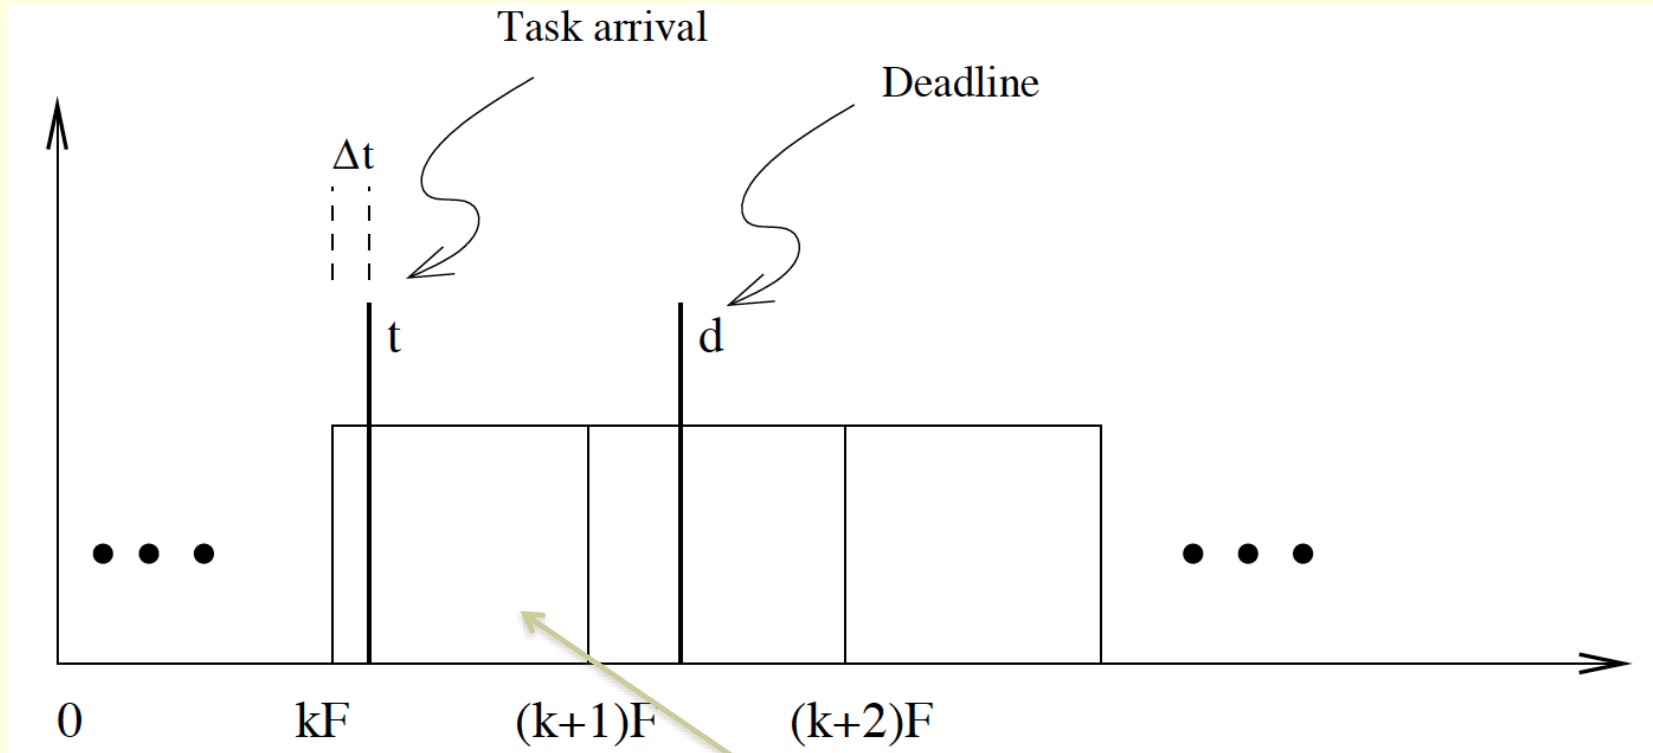 Task arrival
Deadline
Δt
t
d
0
kF
(k+1)F
(k+2)F